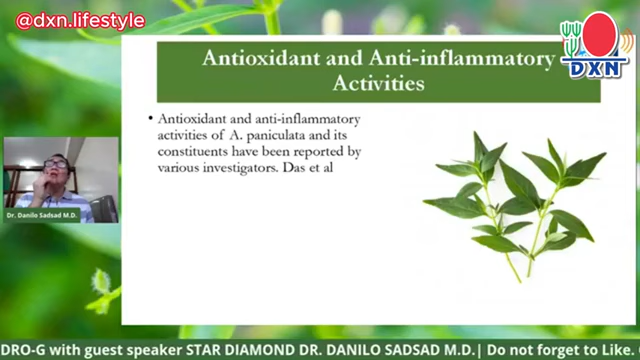 @dxn.lifestyle
Antioxidant and Anti-inflammatory
Activities
DXN
• Antioxidant and anti-inflammatory
activities of A. paniculata and its
constituents have been reported by
various investigators. Das et al
Dr. Danilo Sadsad M.D.
DRO-G with guest speaker STAR DIAMOND DR. DANILO SADSAD M.D.| Do not forget to Like.